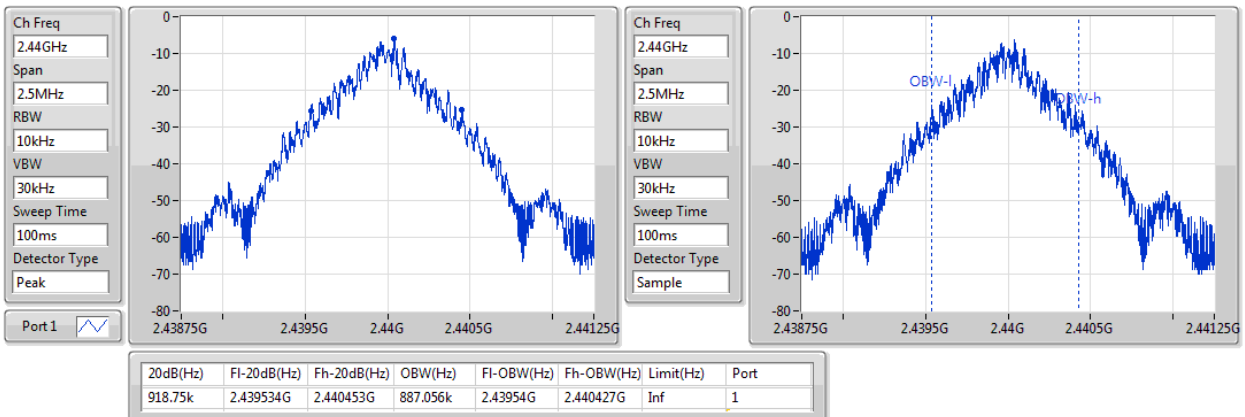 Ch Freq
2.44GHz
Span
2.5MHz
RBW
10kHz
VBW
30kHz
Sweep Time
100ms
Detector Type
Peak
Port 1
0
-10
-20
-30
-40
-50
-60
-70
-80
2.43875G 2.4395G 2.44G 2.4405G 2.44125G
Ch Freq
2.44GHz
Span
2.5MHz
RBW
10kHz
VBW
30kHz
Sweep Time
100ms
Detector Type
Sample
0
-10
-20
-30
-40
-50
-60
-70
-80
OBW-l
OBW-h
2.43875G 2.4395G 2.44G 2.4405G 2.44125G
20dB(Hz) Fl-20dB(Hz) Fh-20dB(Hz) OBW(Hz) Fl-OBW(Hz) Fh-OBW(Hz) Limit(Hz) Port
918.75k 2.439534G 2.440453G 887.056k 2.43954G 2.440427G Inf 1